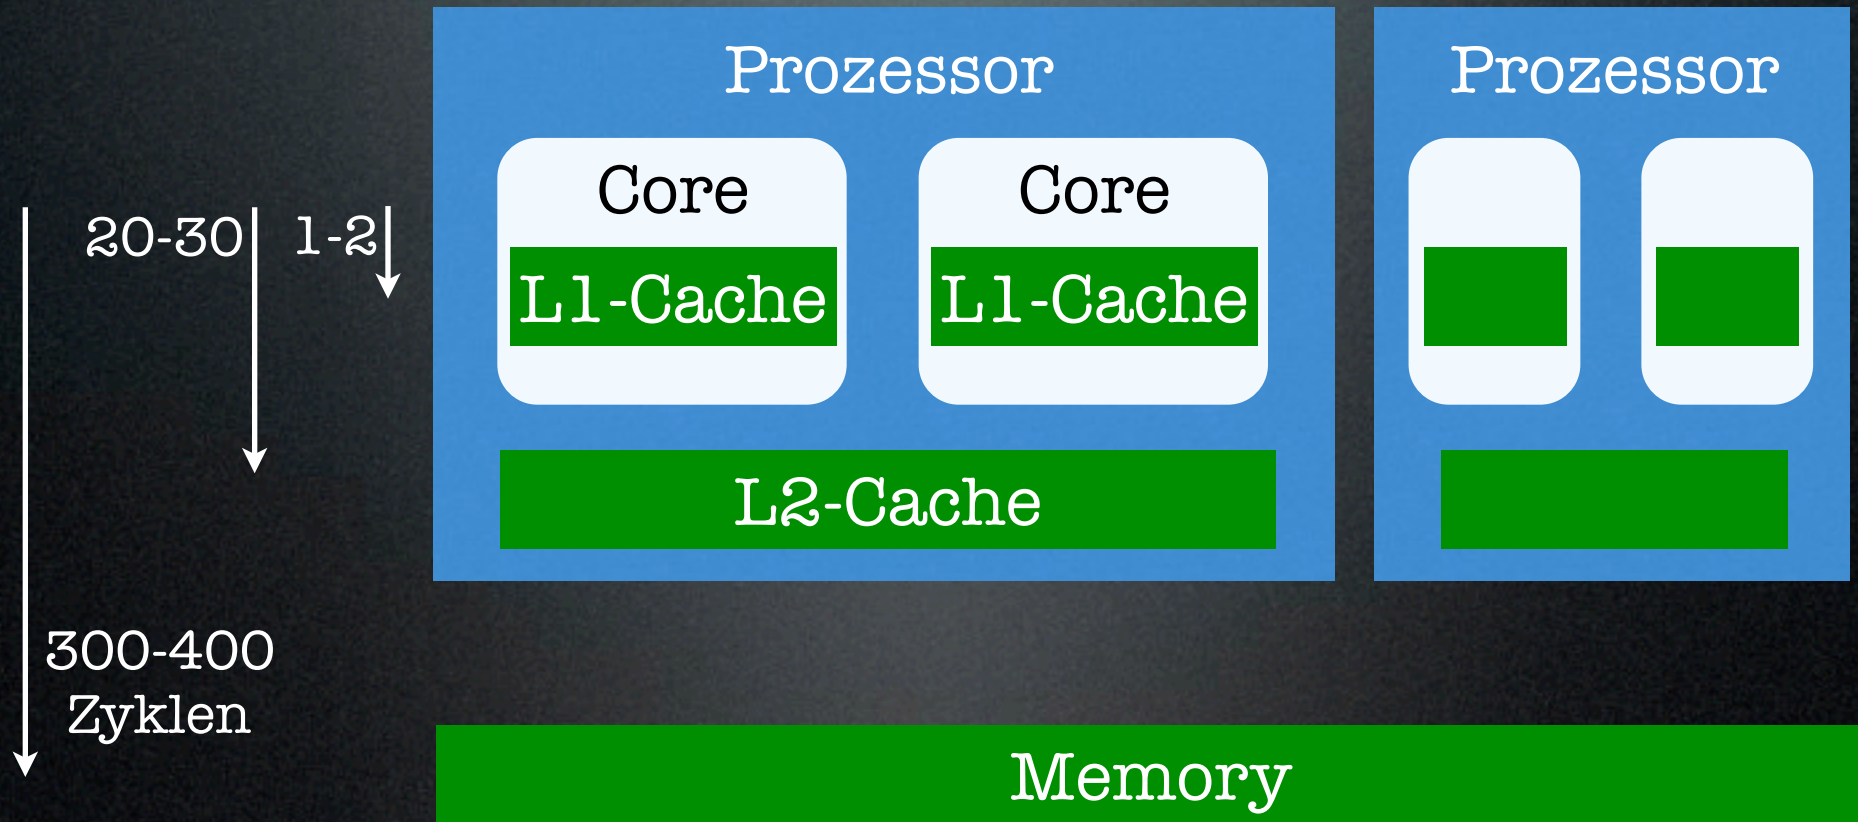 Prozessor
Prozessor
Core
Core
20-30
1-2
L1-Cache
L1-Cache
L2-Cache
300-400
Zyklen
Memory